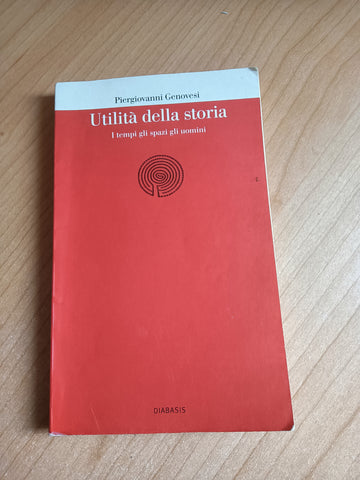 Piergiovanni Genovesi
Utilità della storia
I tempi gli spazi gli uomini
DIABASIS